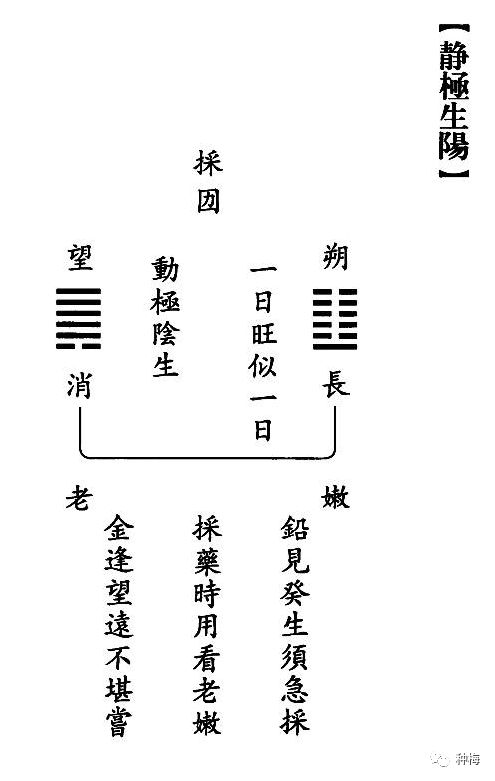 【静極生陽】
朔
長
嫩
一日旺似一日
鉛見癸生須急採
採
採藥時用看老嫩
動極陰生
金逢望遠不堪嘗
望
消
老
种梅